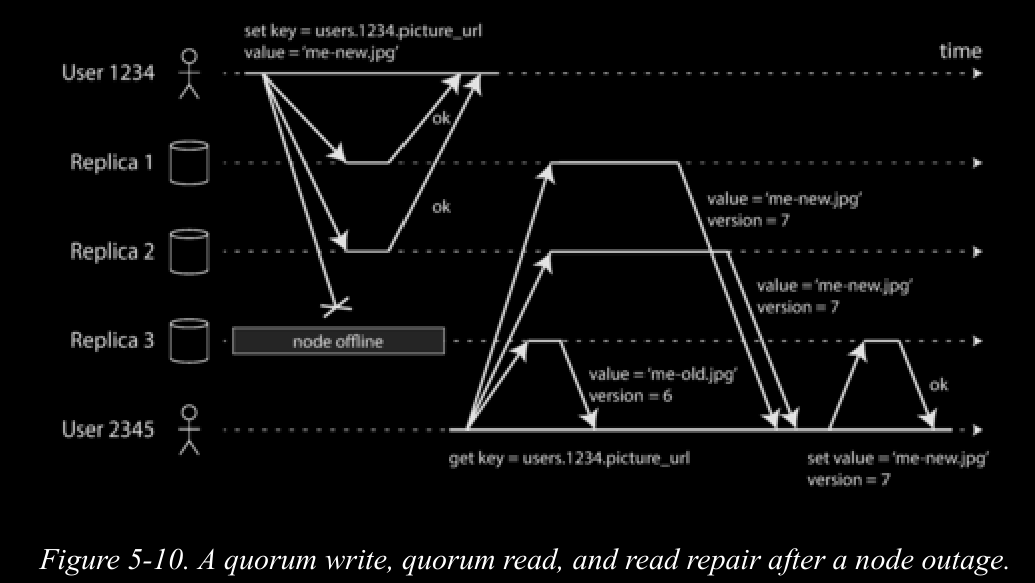 set key = users.1234.picture_url
value = 'me-new.jpg'
time
User 1234
ok
Replica 1
value = 'me-new.jpg'
version = 7
ok
Replica 2
value = 'me-new.jpg'
version = 7
Replica 3
node offline
value = 'me-old.jpg'
version = 6
ok
User 2345
get key = users.1234.picture_url
set value = 'me-new.jpg'
version = 7
Figure 5-10. A quorum write, quorum read, and read repair after a node outage.